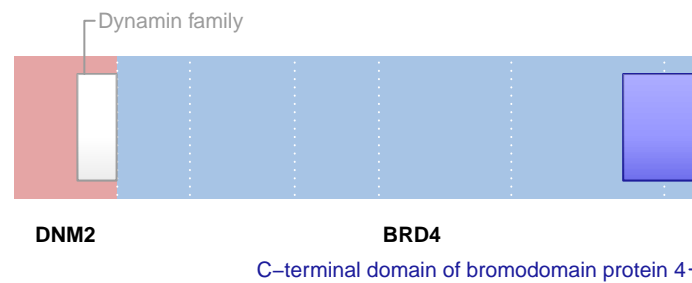 Dynamin family
DNM2
BRD4
C−terminal domain of bromodomain protein 4